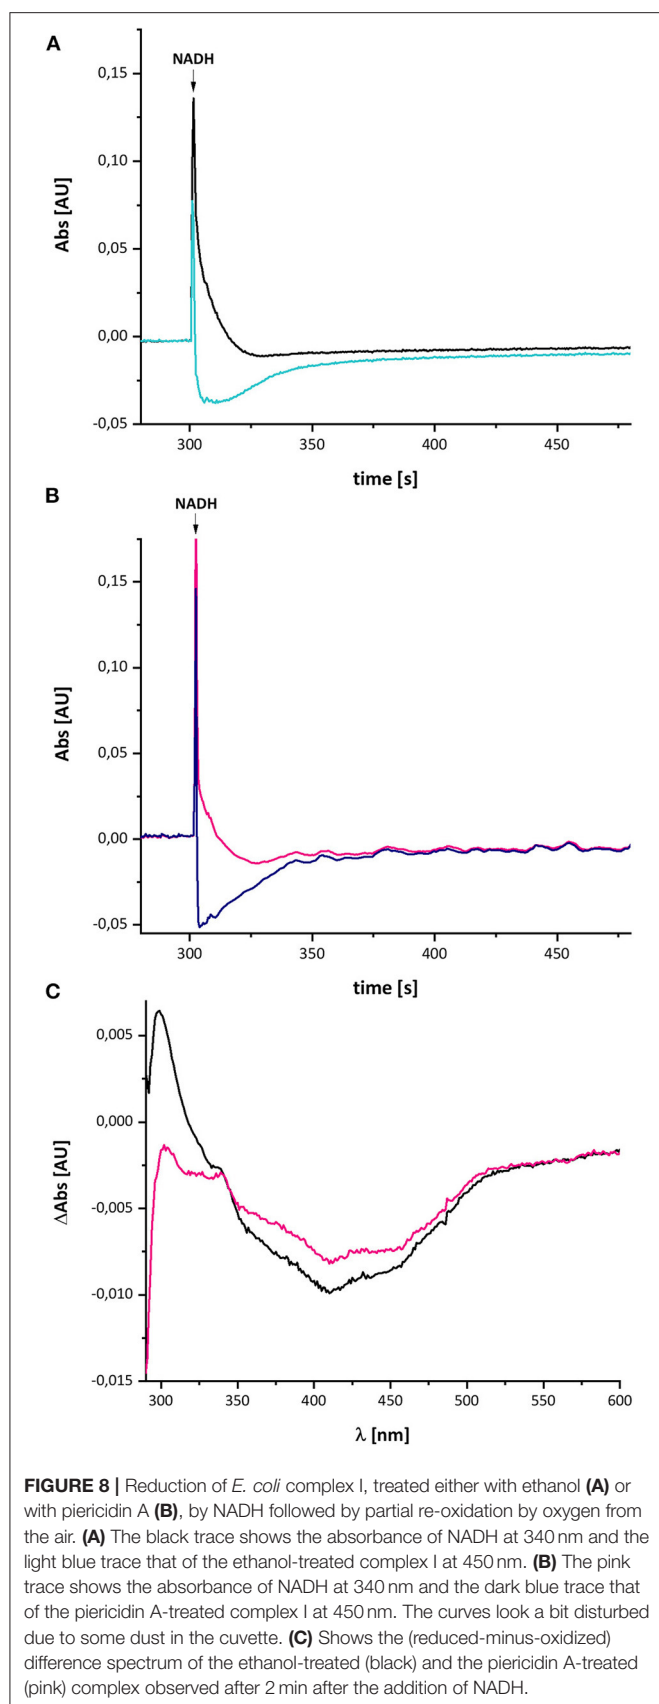 A
NADH
0,15
0,10
0,05
0,00
-0,05
Abs [AU]
300 350 400 450
time [s]
B
NADH
0,15
0,10
0,05
0,00
-0,05
Abs [AU]
300 350 400 450
time [s]
C
0,005
0,000
-0,005
-0,010
-0,015
ΔAbs [AU]
300 350 400 450 500 550 600
λ [nm]
FIGURE 8 | Reduction of E. coli complex I, treated either with ethanol (A) or
with piericidin A (B), by NADH followed by partial re-oxidation by oxygen from
the air. (A) The black trace shows the absorbance of NADH at 340 nm and the
light blue trace that of the ethanol-treated complex I at 450 nm. (B) The pink
trace shows the absorbance of NADH at 340 nm and the dark blue trace that
of the piericidin A-treated complex I at 450 nm. The curves look a bit disturbed
due to some dust in the cuvette. (C) Shows the (reduced-minus-oxidized)
difference spectrum of the ethanol-treated (black) and the piericidin A-treated
(pink) complex observed after 2 min after the addition of NADH.